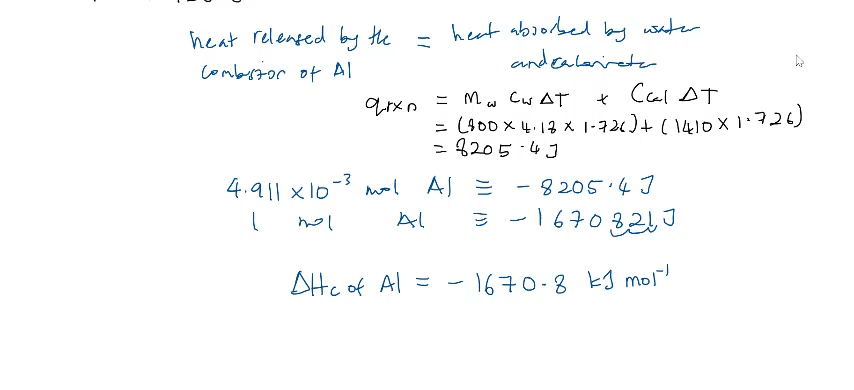 heat released by the = heat absorbed by water
combustion of Al and calorimeter
qrxn = Mw Cw ΔT + Ccal ΔT
= (800 × 4.18 × 1.726) + (1410 × 1.726)
= 8205.4 J
4.911 × 10⁻³ mol Al ≡ - 8205.4 J
1 mol Al ≡ - 1670821 J
ΔHc of Al = - 1670.8 kJ mol⁻¹